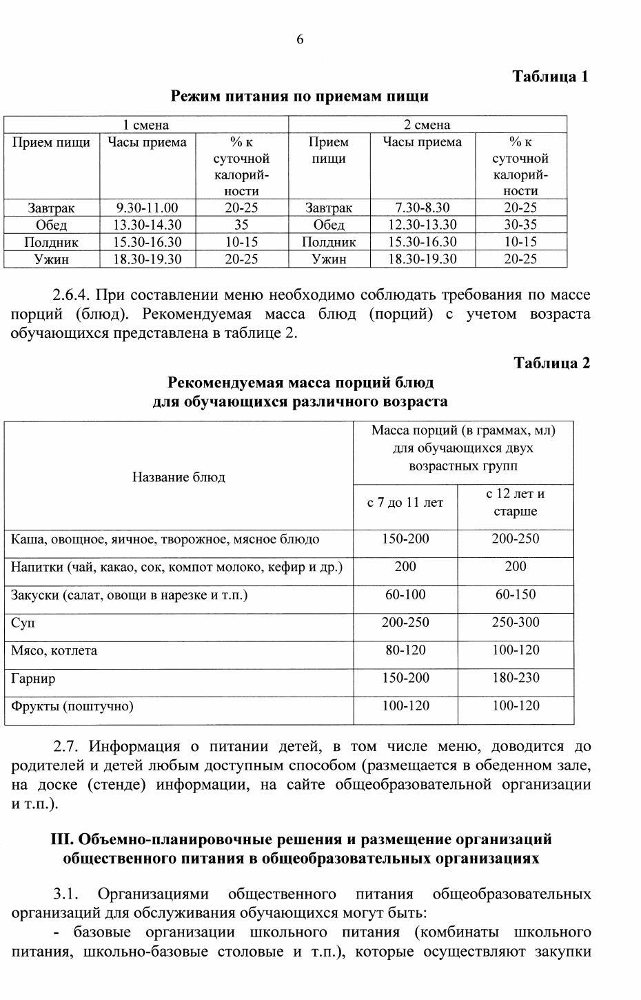 6
Таблица 1
Режим питания по приемам пищи
1 смена 2 смена
Прием пищи Часы приема % к суточной калорий-ности Прием пищи Часы приема % к суточной калорий-ности
Завтрак 9.30-11.00 20-25 Завтрак 7.30-8.30 20-25
Обед 13.30-14.30 35 Обед 12.30-13.30 30-35
Полдник 15.30-16.30 10-15 Полдник 15.30-16.30 10-15
Ужин 18.30-19.30 20-25 Ужин 18.30-19.30 20-25
2.6.4. При составлении меню необходимо соблюдать требования по массе
порций (блюд). Рекомендуемая масса блюд (порций) с учетом возраста
обучающихся представлена в таблице 2.
Таблица 2
Рекомендуемая масса порций блюд
для обучающихся различного возраста
Название блюд
Масса порций (в граммах, мл)
для обучающихся двух
возрастных групп
с 7 до 11 лет
с 12 лет и
старше
Каша, овощное, яичное, творожное, мясное блюдо 150-200 200-250
Напитки (чай, какао, сок, компот молоко, кефир и др.) 200 200
Закуски (салат, овощи в нарезке и т.п.) 60-100 60-150
Суп 200-250 250-300
Мясо, котлета 80-120 100-120
Гарнир 150-200 180-230
Фрукты (поштучно) 100-120 100-120
2.7. Информация о питании детей, в том числе меню, доводится до
родителей и детей любым доступным способом (размещается в обеденном зале,
на доске (стенде) информации, на сайте общеобразовательной организации
и т.п.).
III. Объемно-планировочные решения и размещение организаций
общественного питания в общеобразовательных организациях
3.1. Организациями общественного питания общеобразовательных
организаций для обслуживания обучающихся могут быть:
- базовые организации школьного питания (комбинаты школьного
питания, школьно-базовые столовые и т.п.), которые осуществляют закупки